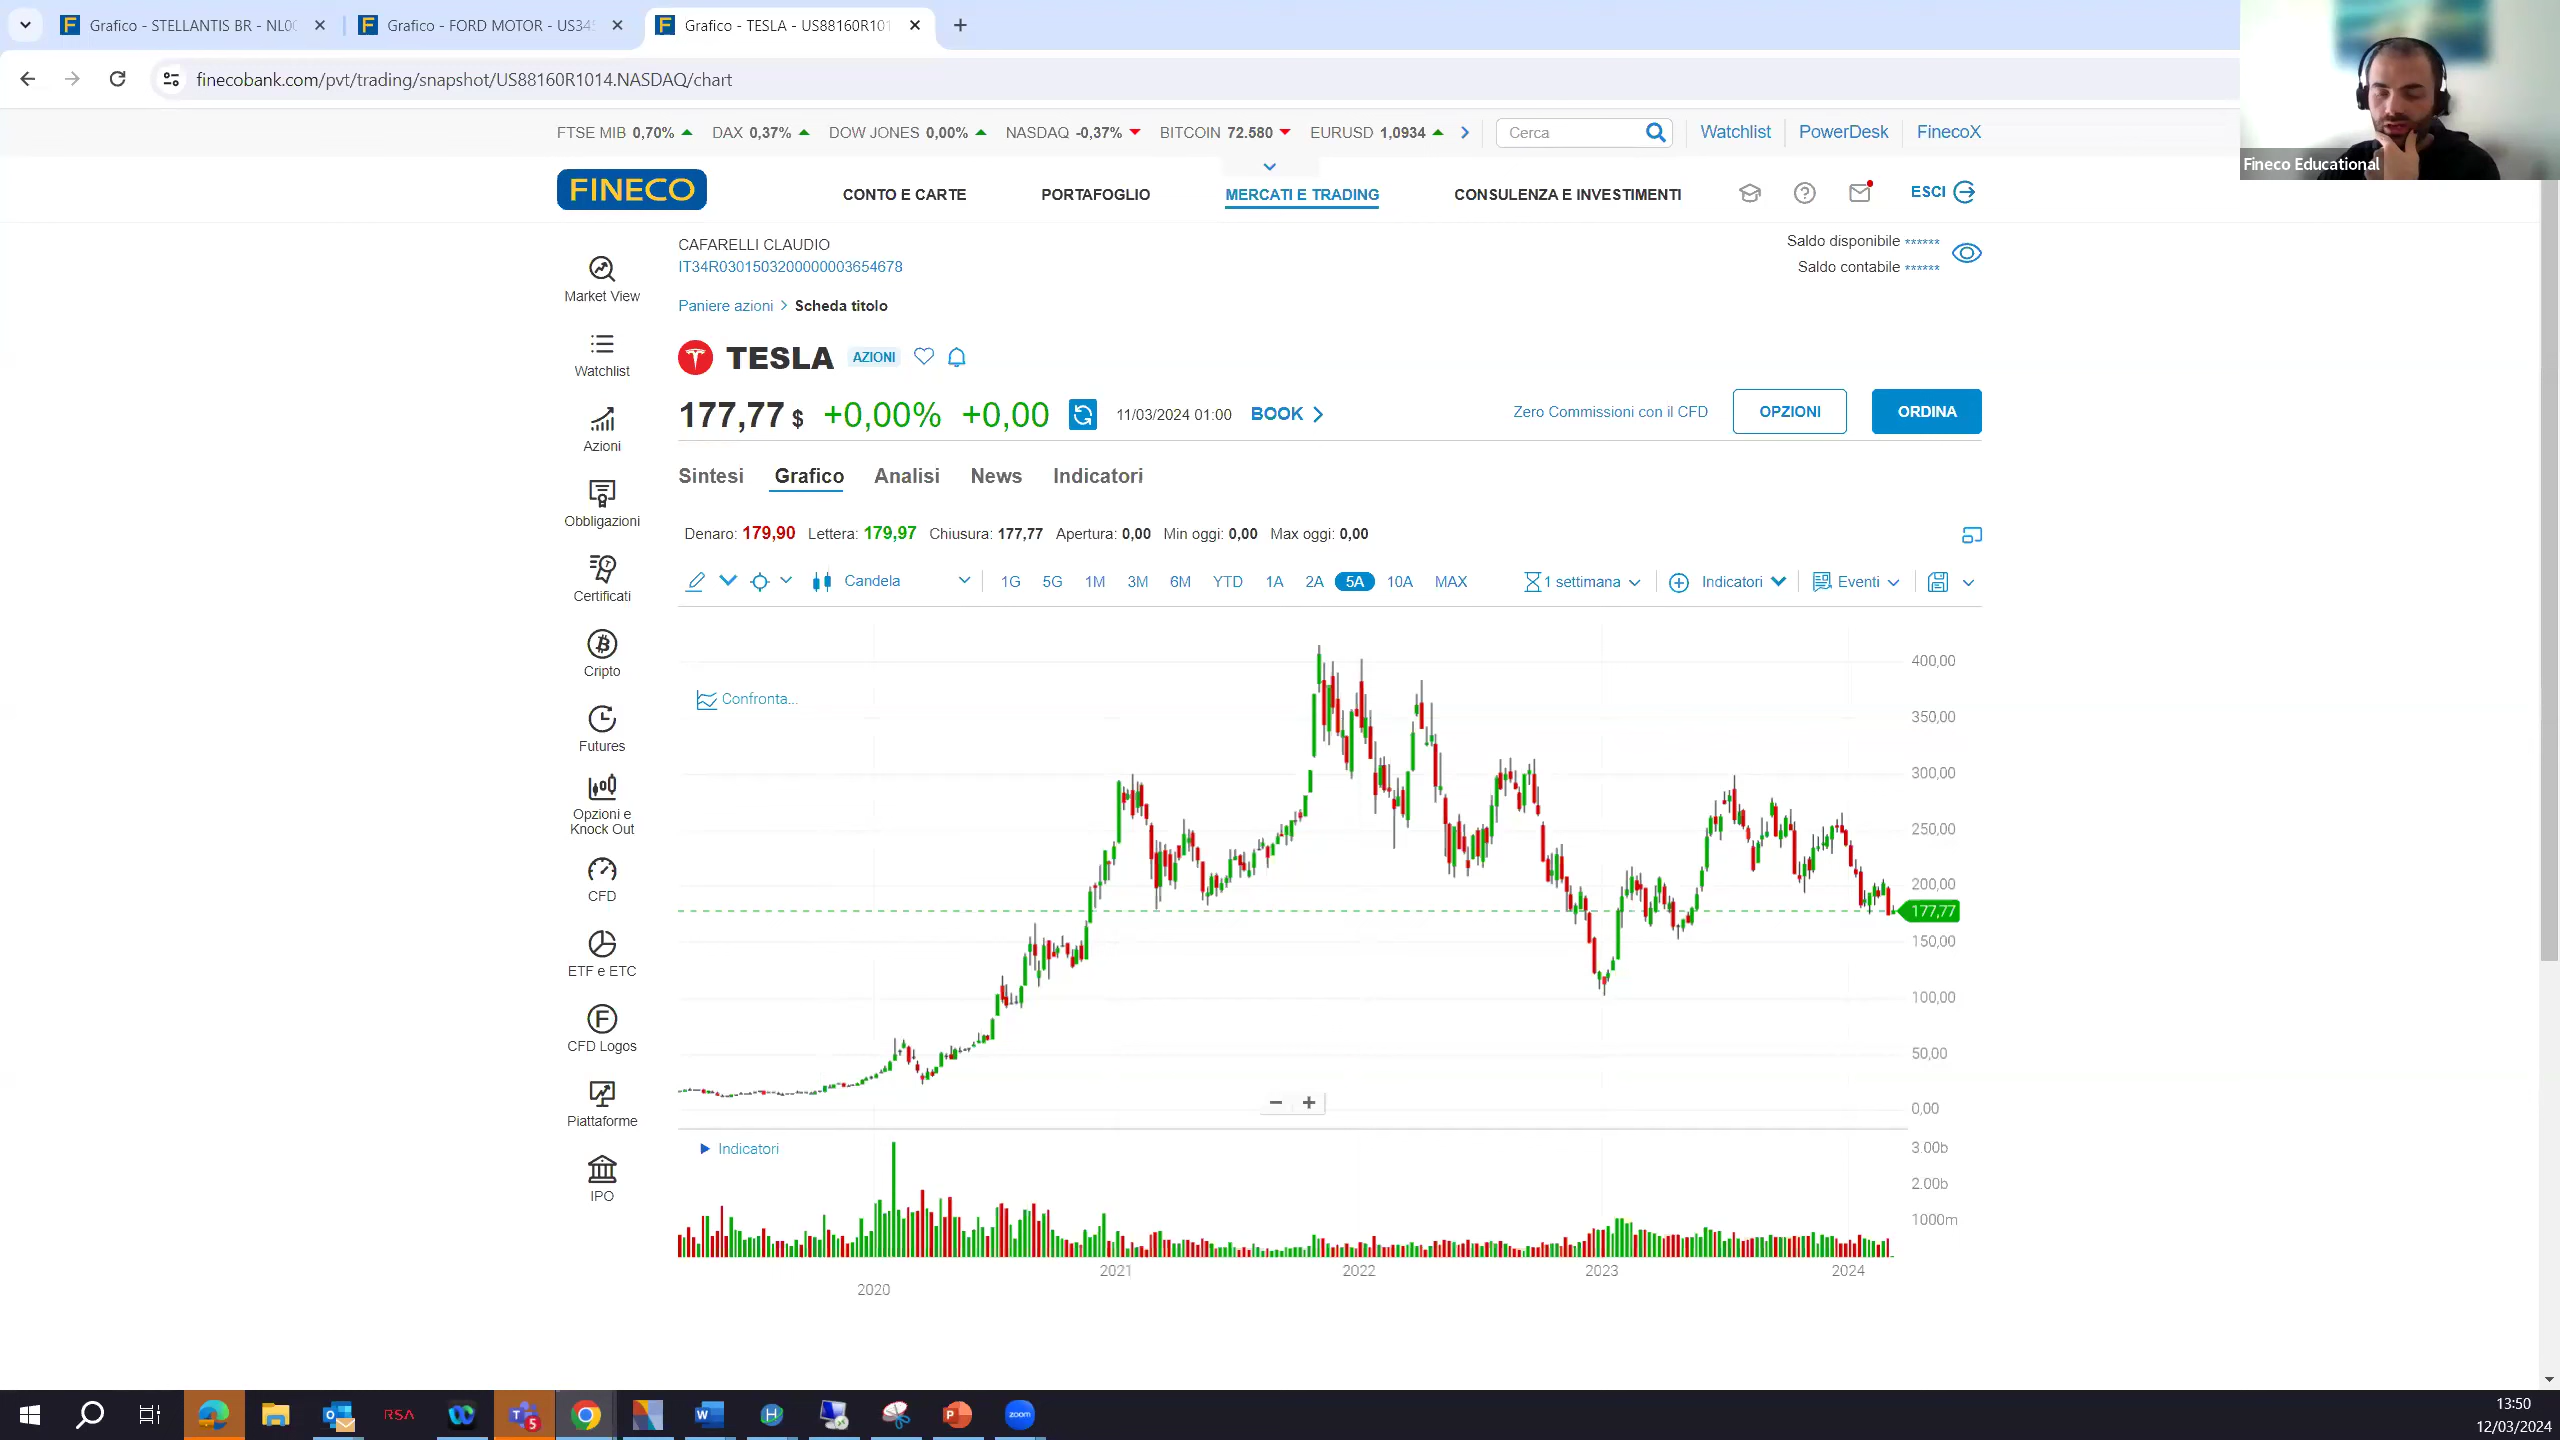 Grafico - STELLANTIS BR - NL00
Grafico - FORD MOTOR - US345
Grafico - TESLA - US88160R101
finecobank.com/pvt/trading/snapshot/US88160R1014.NASDAQ/chart
FTSE MIB 0,70% DAX 0,37% DOW JONES 0,00% NASDAQ -0,37% BITCOIN 72.580 EURUSD 1,0934 Cerca Watchlist PowerDesk FinecoX
Fineco Educational
FINECO CONTO E CARTE PORTAFOGLIO MERCATI E TRADING CONSULENZA E INVESTIMENTI ESCI
CAFARELLI CLAUDIO
IT34R0301503200000003654678
Saldo disponibile ******
Saldo contabile ******
Paniere azioni > Scheda titolo
TESLA AZIONI
177,77 $ +0,00% +0,00 11/03/2024 01:00 BOOK Zero Commissioni con il CFD OPZIONI ORDINA
Sintesi Grafico Analisi News Indicatori
Denaro: 179,90 Lettera: 179,97 Chiusura: 177,77 Apertura: 0,00 Min oggi: 0,00 Max oggi: 0,00
Candela 1G 5G 1M 3M 6M YTD 1A 2A 5A 10A MAX 1 settimana Indicatori Eventi
Market View
Watchlist
Azioni
Obbligazioni
Certificati
Cripto
Futures
Opzioni e
Knock Out
CFD
ETF e ETC
CFD Logos
Piattaforme
IPO
Confronta...
400,00
350,00
300,00
250,00
200,00
177,77
150,00
100,00
50,00
0,00
− +
Indicatori
3.00b
2.00b
1000m
2020 2021 2022 2023 2024
RSA
zoom
13:50
12/03/2024